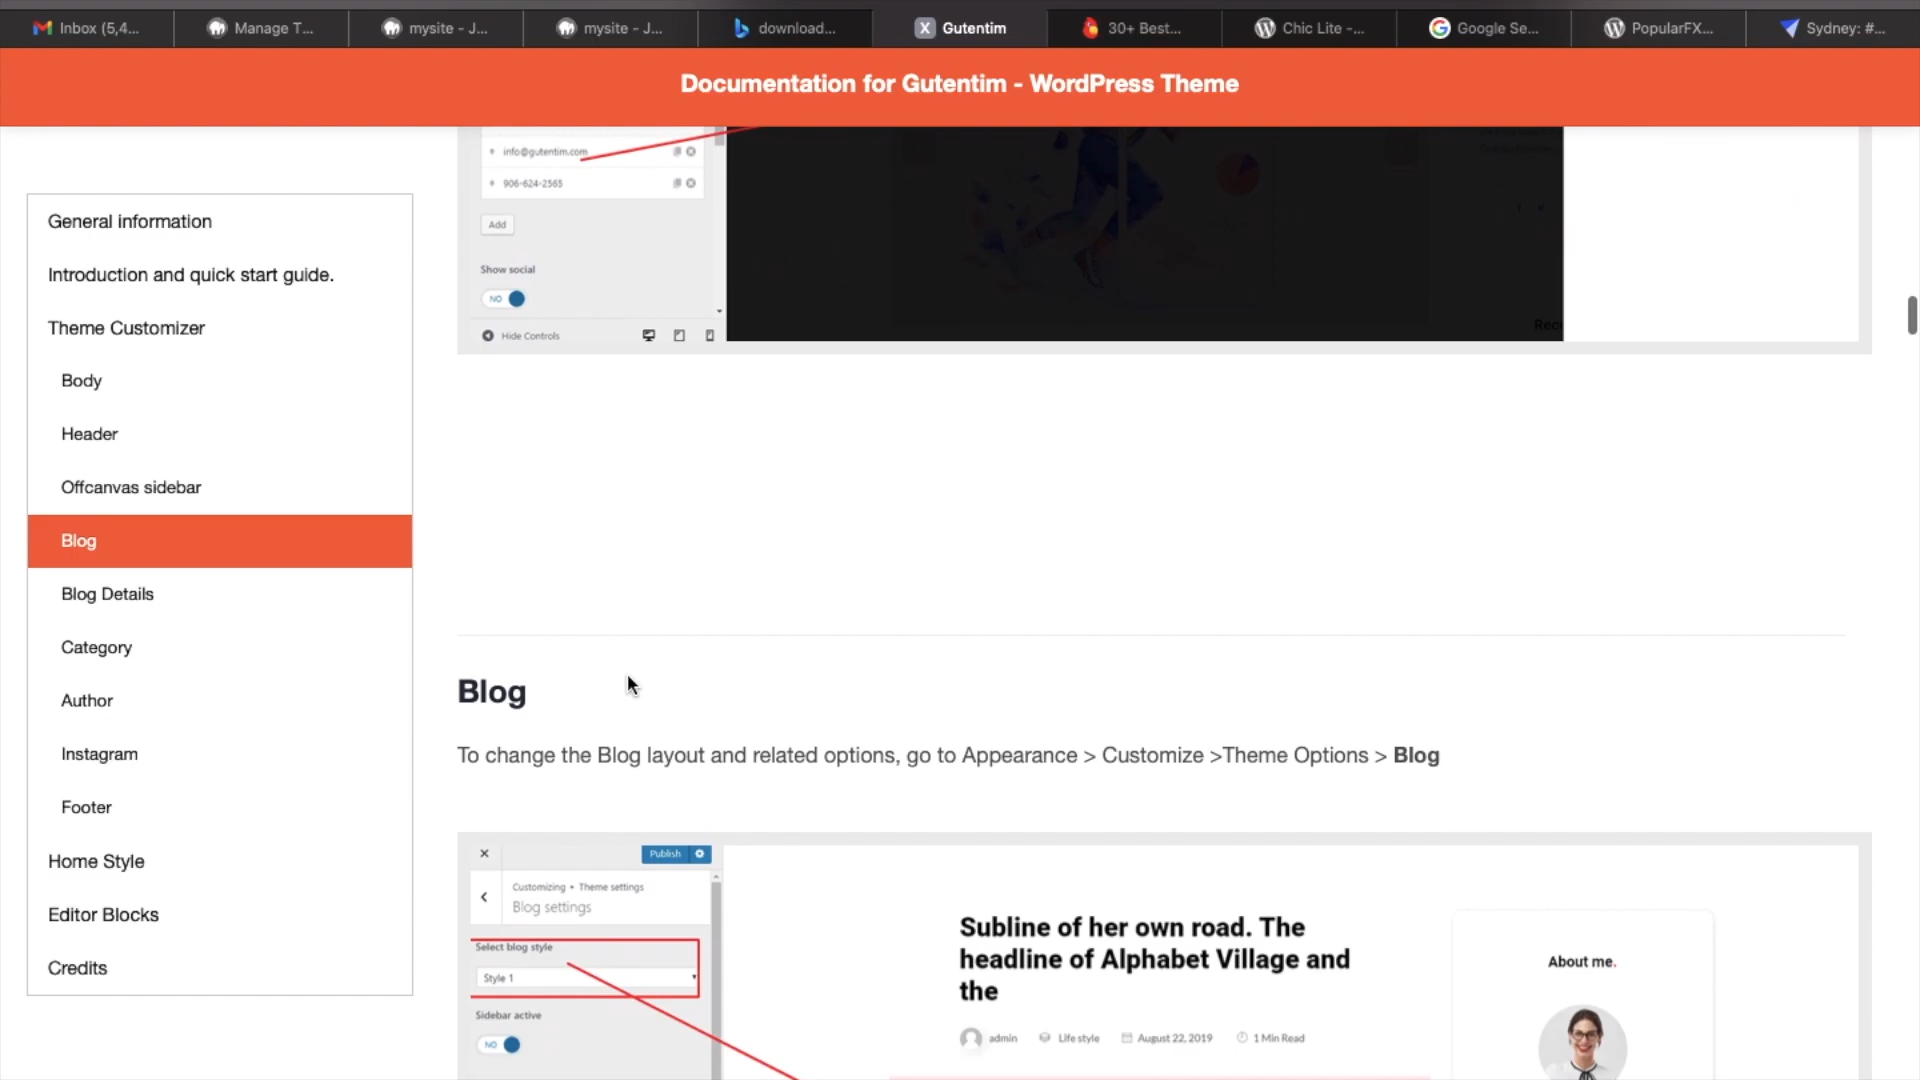 Inbox (5,4...
Manage T...
mysite - J...
mysite - J...
download...
Gutentim
30+ Best...
Chic Lite -...
Google Se...
PopularFX...
Sydney: #...
Documentation for Gutentim - WordPress Theme
info@gutentim.com
906-624-2565
Add
Show social
NO
Hide Controls
General information
Introduction and quick start guide.
Theme Customizer
Body
Header
Offcanvas sidebar
Blog
Blog Details
Category
Author
Instagram
Footer
Home Style
Editor Blocks
Credits
Blog
To change the Blog layout and related options, go to Appearance > Customize >Theme Options > Blog
Publish
Customizing • Theme settings
Blog settings
Select blog style
Style 1
Sidebar active
NO
Subline of her own road. The
headline of Alphabet Village and
the
admin Life style August 22, 2019 1 Min Read
About me.